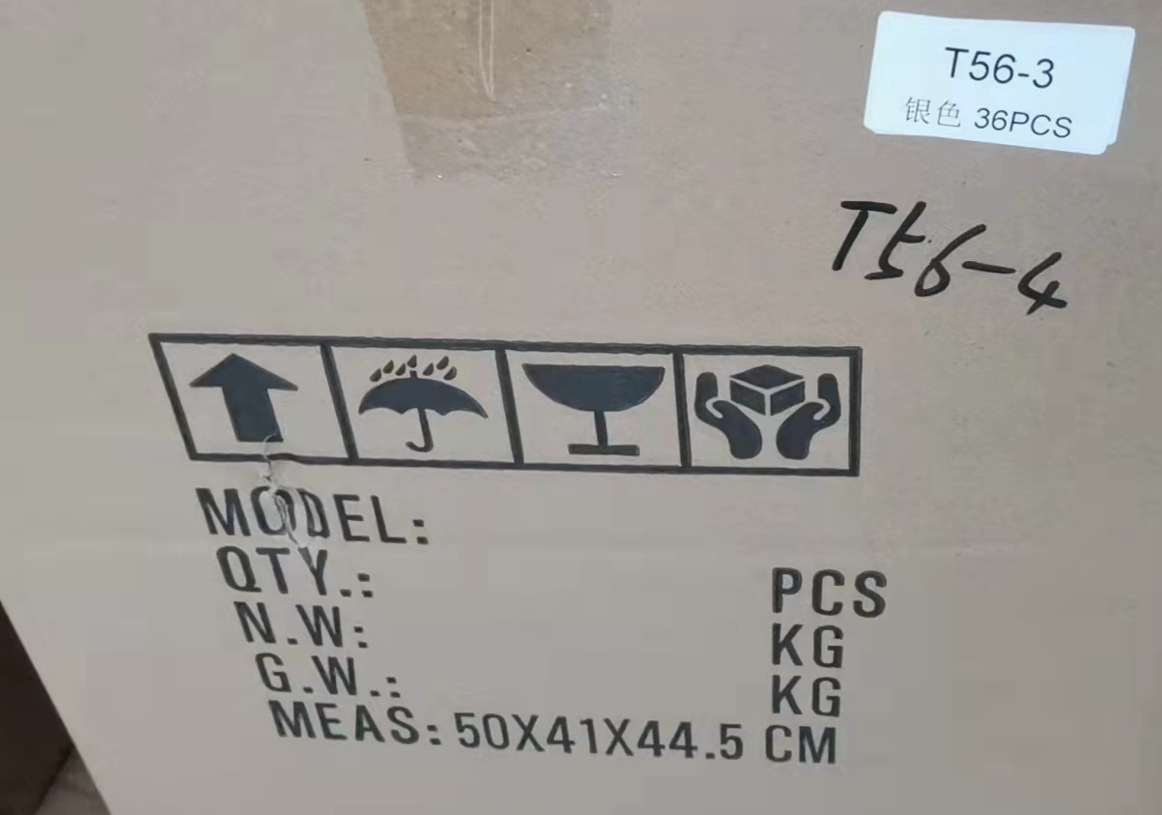 T56-3
银色 36PCS
T56-4
MODEL:
QTY.: PCS
N.W: KG
G.W.: KG
MEAS: 50X41X44.5 CM